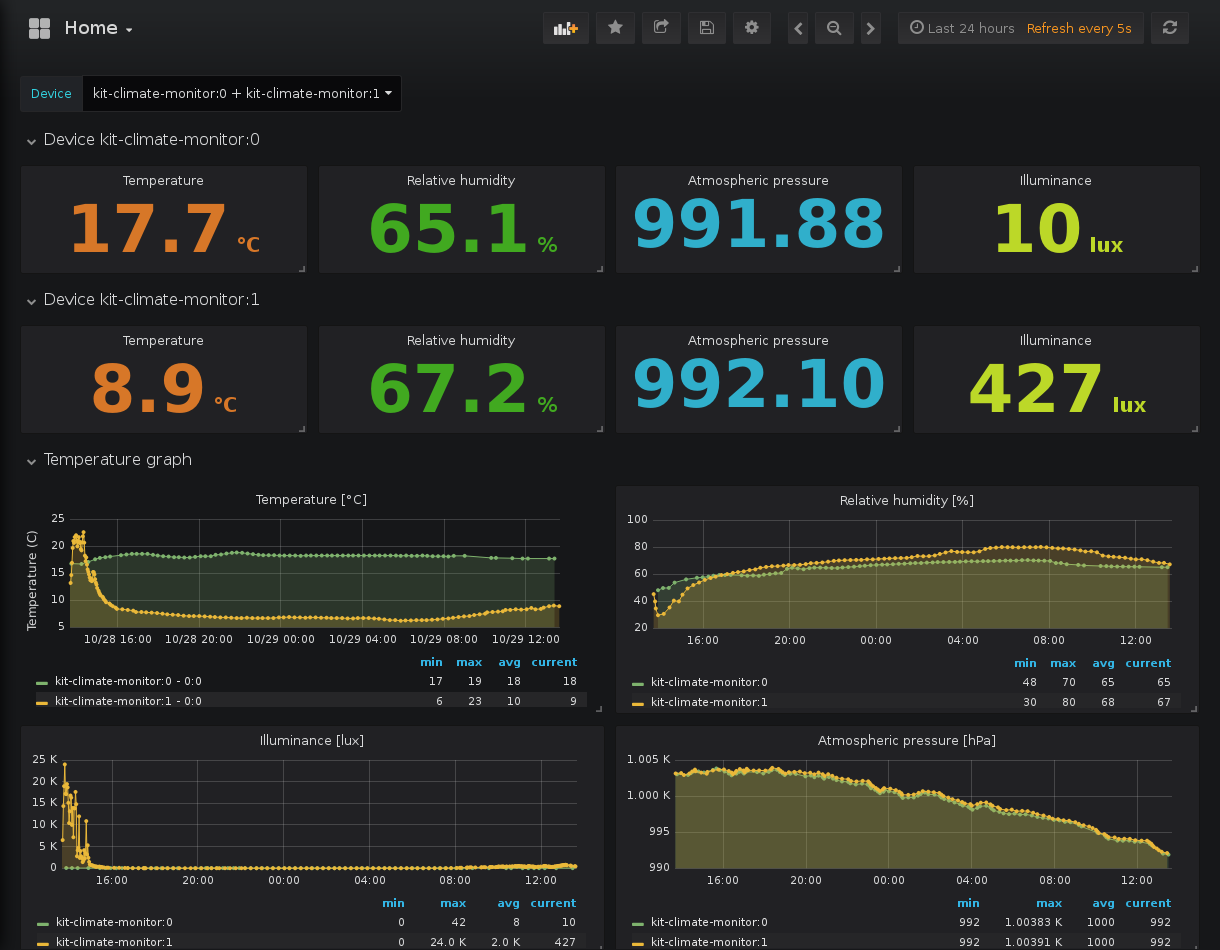 Home
Last 24 hours Refresh every 5s
Device kit-climate-monitor:0 + kit-climate-monitor:1
Device kit-climate-monitor:0
Temperature Relative humidity Atmospheric pressure Illuminance
17.7 °C 65.1 % 991.88 10 lux
Device kit-climate-monitor:1
Temperature Relative humidity Atmospheric pressure Illuminance
8.9 °C 67.2 % 992.10 427 lux
Temperature graph
Temperature [°C]
Temperature (C)
25
20
15
10
5
10/28 16:00 10/28 20:00 10/29 00:00 10/29 04:00 10/29 08:00 10/29 12:00
min max avg current
kit-climate-monitor:0 - 0:0 17 19 18 18
kit-climate-monitor:1 - 0:0 6 23 10 9
Relative humidity [%]
100
80
60
40
20
16:00 20:00 00:00 04:00 08:00 12:00
min max avg current
kit-climate-monitor:0 48 70 65 65
kit-climate-monitor:1 30 80 68 67
Illuminance [lux]
25 K
20 K
15 K
10 K
5 K
0
16:00 20:00 00:00 04:00 08:00 12:00
min max avg current
kit-climate-monitor:0 0 42 8 10
kit-climate-monitor:1 0 24.0 K 2.0 K 427
Atmospheric pressure [hPa]
1.005 K
1.000 K
995
990
16:00 20:00 00:00 04:00 08:00 12:00
min max avg current
kit-climate-monitor:0 992 1.00383 K 1000 992
kit-climate-monitor:1 992 1.00391 K 1000 992